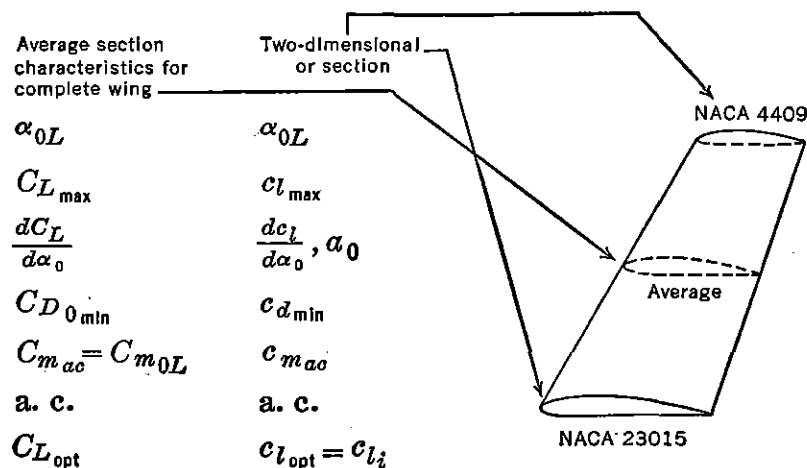 Average section
characteristics for
complete wing
Two-dimensional
or section
NACA 4409
α0L α0L
CLmax clmax
dCL/dα0 dcl/dα0, a0
CD0min cdmin
Cmac = Cm0L cmac
a. c. a. c.
CLopt clopt = cli
Average
NACA 23015